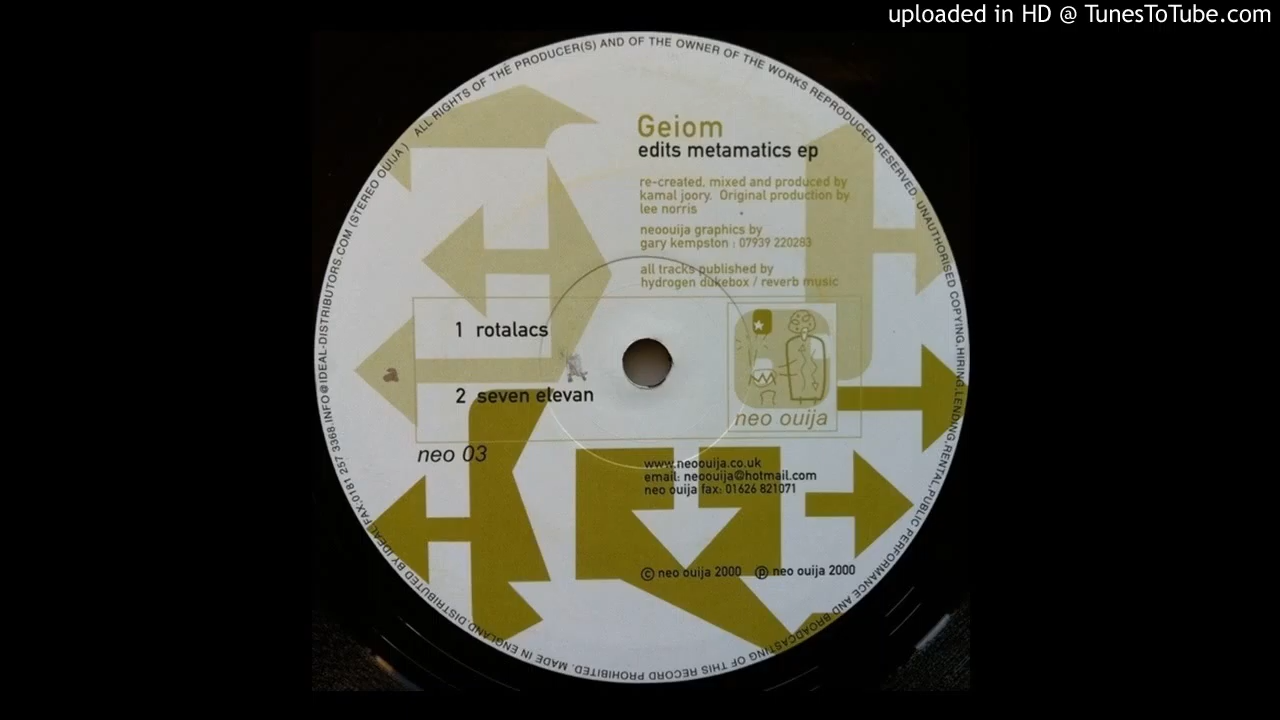 uploaded in HD @ TunesToTube.com
ALL RIGHTS OF THE PRODUCER(S) AND OF THE OWNER OF THE WORKS REPRODUCED RESERVED. UNAUTHORISED COPYING,HIRING,LENDING,RENTAL,PUBLIC PERFORMANCE AND BROADCASTING OF THIS RECORD PROHIBITED. MADE IN ENGLAND.DISTRIBUTED BY IDEAL FAX:0181 257 3368.INFO@IDEAL-DISTRIBUTORS.COM (STEREO OUIJA)
Geiom
edits metamatics ep
re-created, mixed and produced by
kamal joory. Original production by
lee norris
neoouija graphics by
gary kempston : 07939 220283
all tracks published by
hydrogen dukebox / reverb music
1 rotalacs
a
2 seven elevan
neo ouija
neo 03
www.neoouija.co.uk
email: neoouija@hotmail.com
neo ouija fax: 01626 821071
© neo ouija 2000 ℗ neo ouija 2000